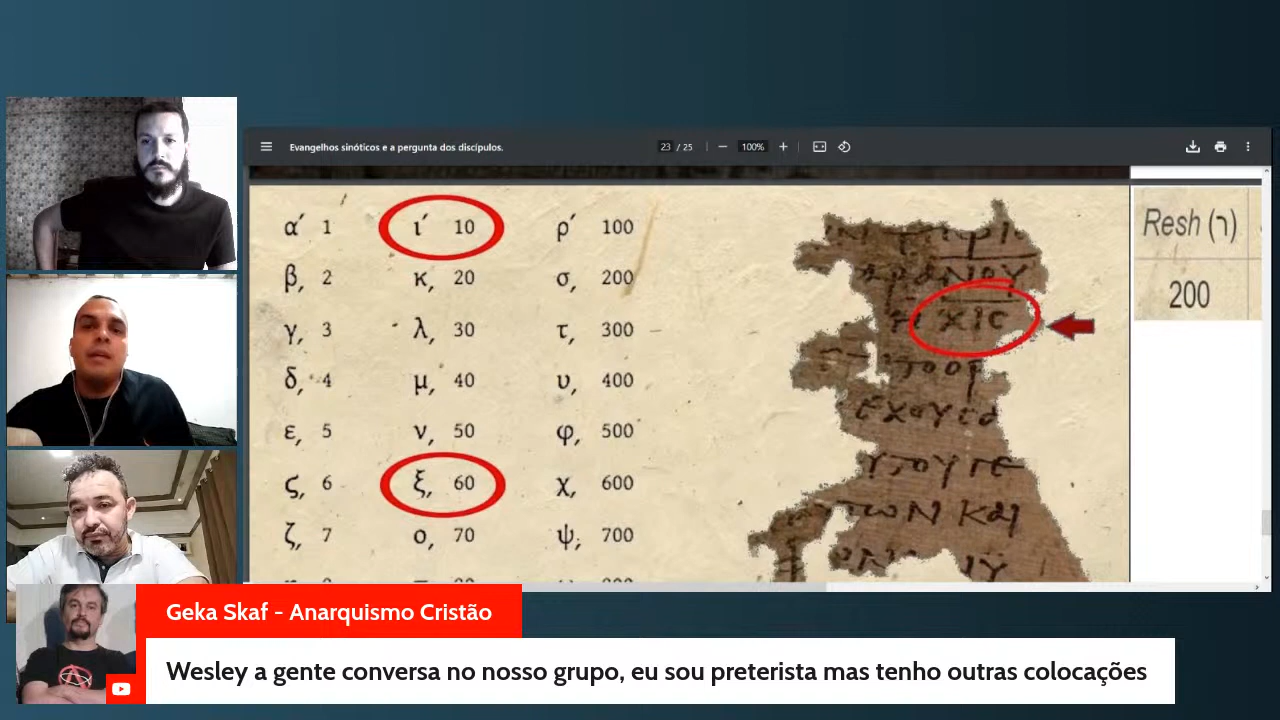 Evangelhos sinóticos e a pergunta dos discípulos.
23 / 25
100%
α´ 1 ι´ 10 ρ´ 100
β, 2 κ, 20 σ, 200
γ, 3 λ, 30 τ, 300
δ, 4 μ, 40 υ, 400
ε, 5 ν, 50 φ, 500
ς, 6 ξ, 60 χ, 600
ζ, 7 ο, 70 ψ, 700
Resh (ר)
200
ΧΙϹ
Geka Skaf - Anarquismo Cristão
Wesley a gente conversa no nosso grupo, eu sou preterista mas tenho outras colocações